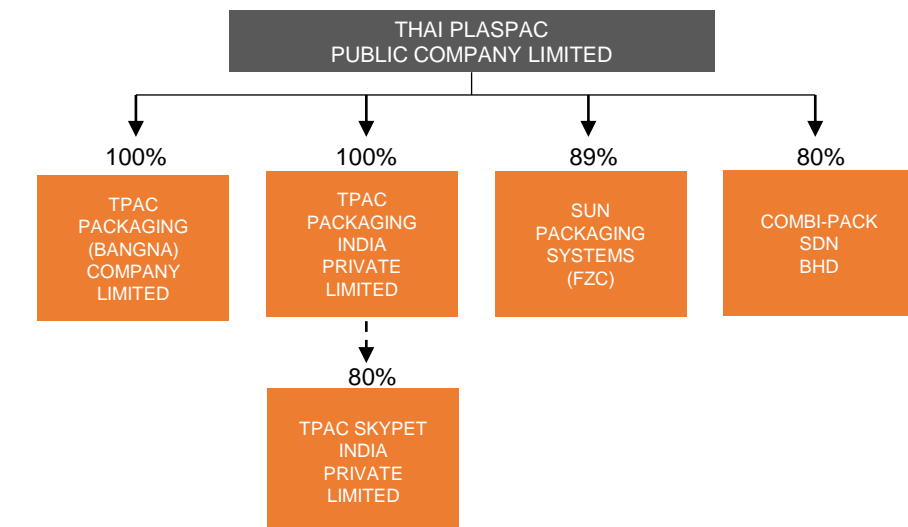 THAI PLASPAC
PUBLIC COMPANY LIMITED
100%
100%
89%
80%
TPAC
PACKAGING
(BANGNA)
COMPANY
LIMITED
TPAC
PACKAGING
INDIA
PRIVATE
LIMITED
SUN
PACKAGING
SYSTEMS
(FZC)
COMBI-PACK
SDN
BHD
80%
TPAC SKYPET
INDIA
PRIVATE
LIMITED